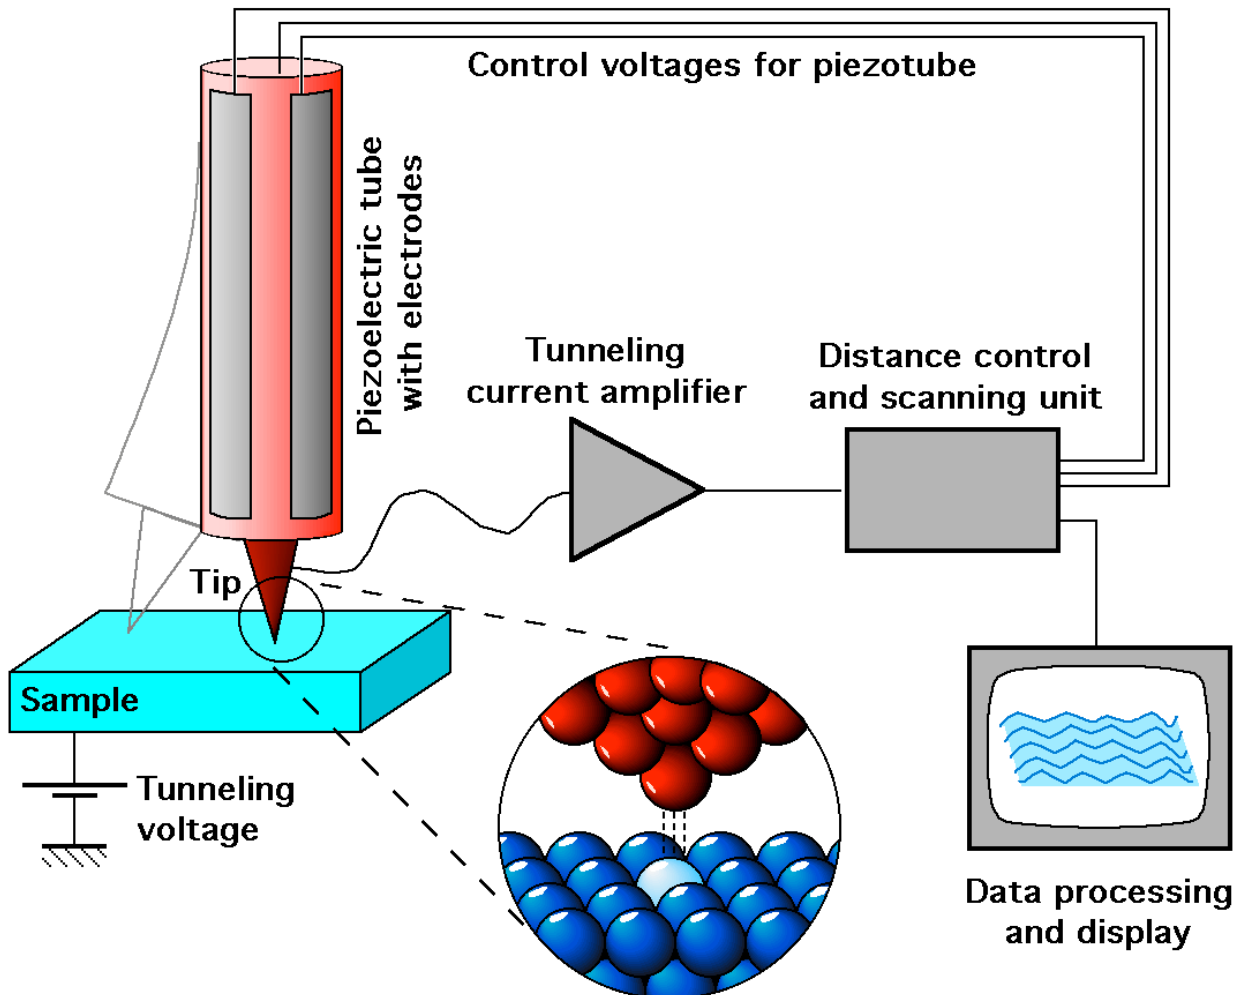 Control voltages for piezotube
Piezoelectric tube
with electrodes
Tunneling
current amplifier
Distance control
and scanning unit
Tip
Sample
Tunneling
voltage
Data processing
and display